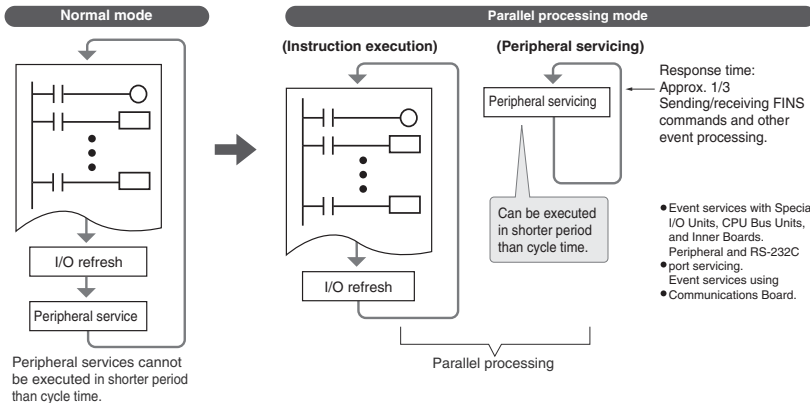 Normal mode
Parallel processing mode
(Instruction execution)
(Peripheral servicing)
I/O refresh
Peripheral service
Peripheral services cannot
be executed in shorter period
than cycle time.
I/O refresh
Peripheral servicing
Can be executed
in shorter period
than cycle time.
Parallel processing
Response time:
Approx. 1/3
Sending/receiving FINS
commands and other
event processing.
● Event services with Specia
I/O Units, CPU Bus Units,
and Inner Boards.
Peripheral and RS-232C
● port servicing.
Event services using
● Communications Board.